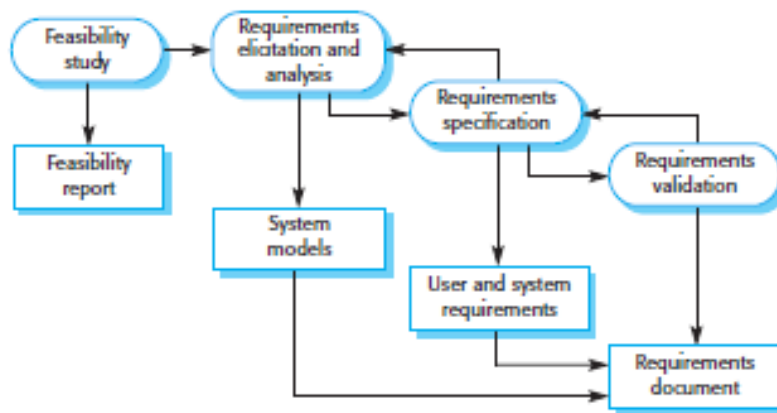 Feasibility
study
Requirements
elicitation and
analysis
Requirements
specification
Requirements
validation
Feasibility
report
System
models
User and system
requirements
Requirements
document